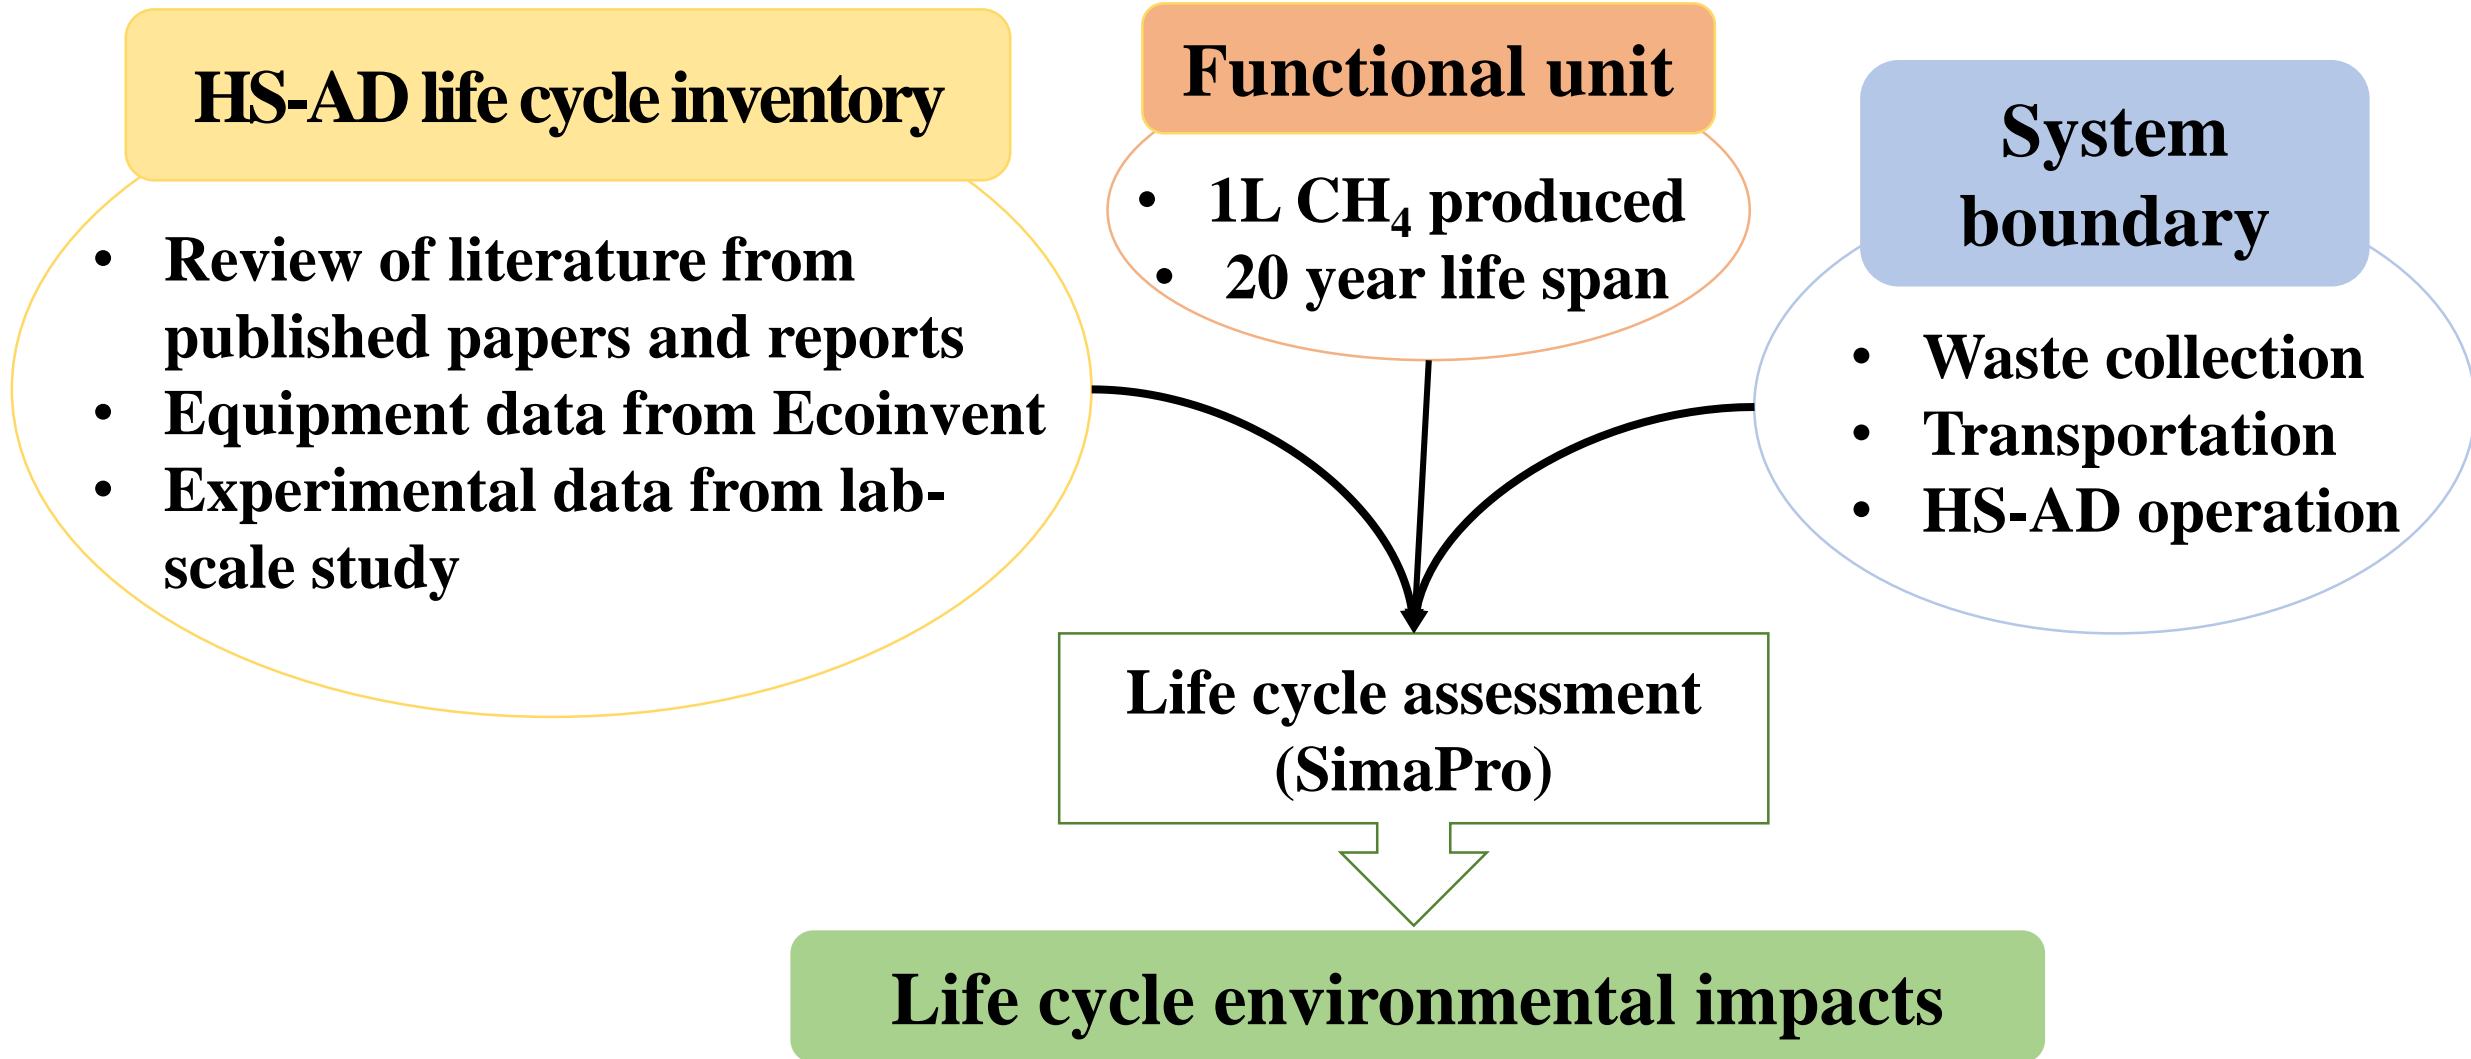 HS-AD life cycle inventory
• Review of literature from
published papers and reports
• Equipment data from Ecoinvent
• Experimental data from lab-
scale study
Functional unit
• 1L CH₄ produced
• 20 year life span
System
boundary
• Waste collection
• Transportation
• HS-AD operation
Life cycle assessment
(SimaPro)
Life cycle environmental impacts